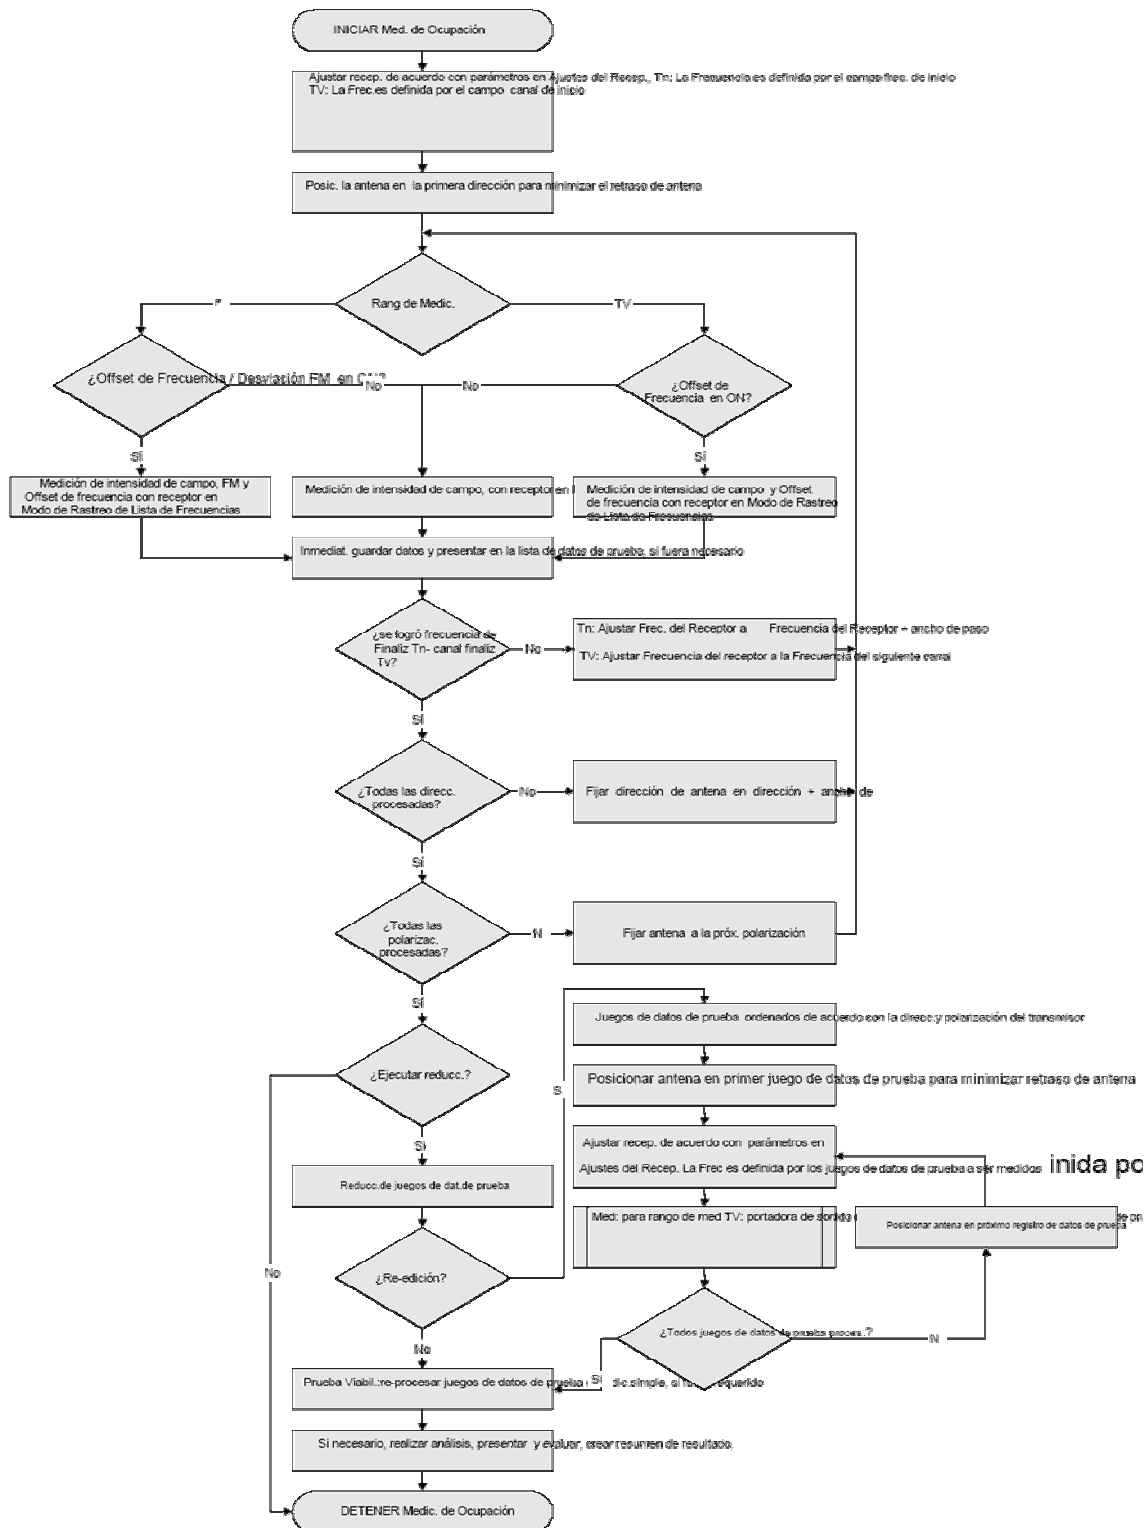 INICIAR Med. de Ocupación
Ajustar recep. de acuerdo con parámetros en Ajustes del Recep., Tn: La Frecuencia es definida por el campo frec. de inicio
TV: La Frec.es definida por el campo canal de inicio
Posic. la antena en la primera dirección para minimizar el retraso de antena
Rang de Medic.
F
TV
¿Offset de Frecuencia / Desviación FM en
No
No
¿Offset de
Frecuencia en ON?
Sí
Sí
Medición de intensidad de campo, FM y
Offset de frecuencia con receptor en
Modo de Rastreo de Lista de Frecuencias
Medición de intensidad de campo, con receptor en
Medición de intensidad de campo y Offset
de frecuencia con receptor en Modo de Rastreo
de Lista de Frecuencias
Inmediat. guardar datos y presentar en la lista de datos de prueba, si fuera necesario
¿se logró frecuencia de
Finaliz Tn- canal finaliz
Tv?
No
Tn: Ajustar Frec. del Receptor a Frecuencia del Receptor + ancho de paso
TV: Ajustar Frecuencia del receptor a la Frecuencia del siguiente canal
Sí
¿Todas las direcc.
procesadas?
No
Fijar dirección de antena en dirección + ancho de
Sí
¿Todas las
polarizac.
procesadas?
N
Fijar antena a la próx. polarización
Sí
Juegos de datos de prueba ordenados de acuerdo con la direcc.y polarización del transmisor
¿Ejecutar reducc.?
S
Posicionar antena en primer juego de datos de prueba para minimizar retraso de antena
Sí
Ajustar recep. de acuerdo con parámetros en
Ajustes del Recep. La Frec es definida por los juegos de datos de prueba a ser medidos inida po
Reducc.de juegos de dat.de prueba
Med: para rango de med TV: portadora de sonido
Posicionar antena en próximo registro de datos de prueba
No
¿Re-edición?
¿Todos juegos de datos de prueba proces.?
N
No
Sí
Prueba Viabil.:re-procesar juegos de datos de prueba dic.simple, si requerido
Si necesario, realizar análisis, presentar y evaluar, crear resumen de resultado,
DETENER Medic. de Ocupación